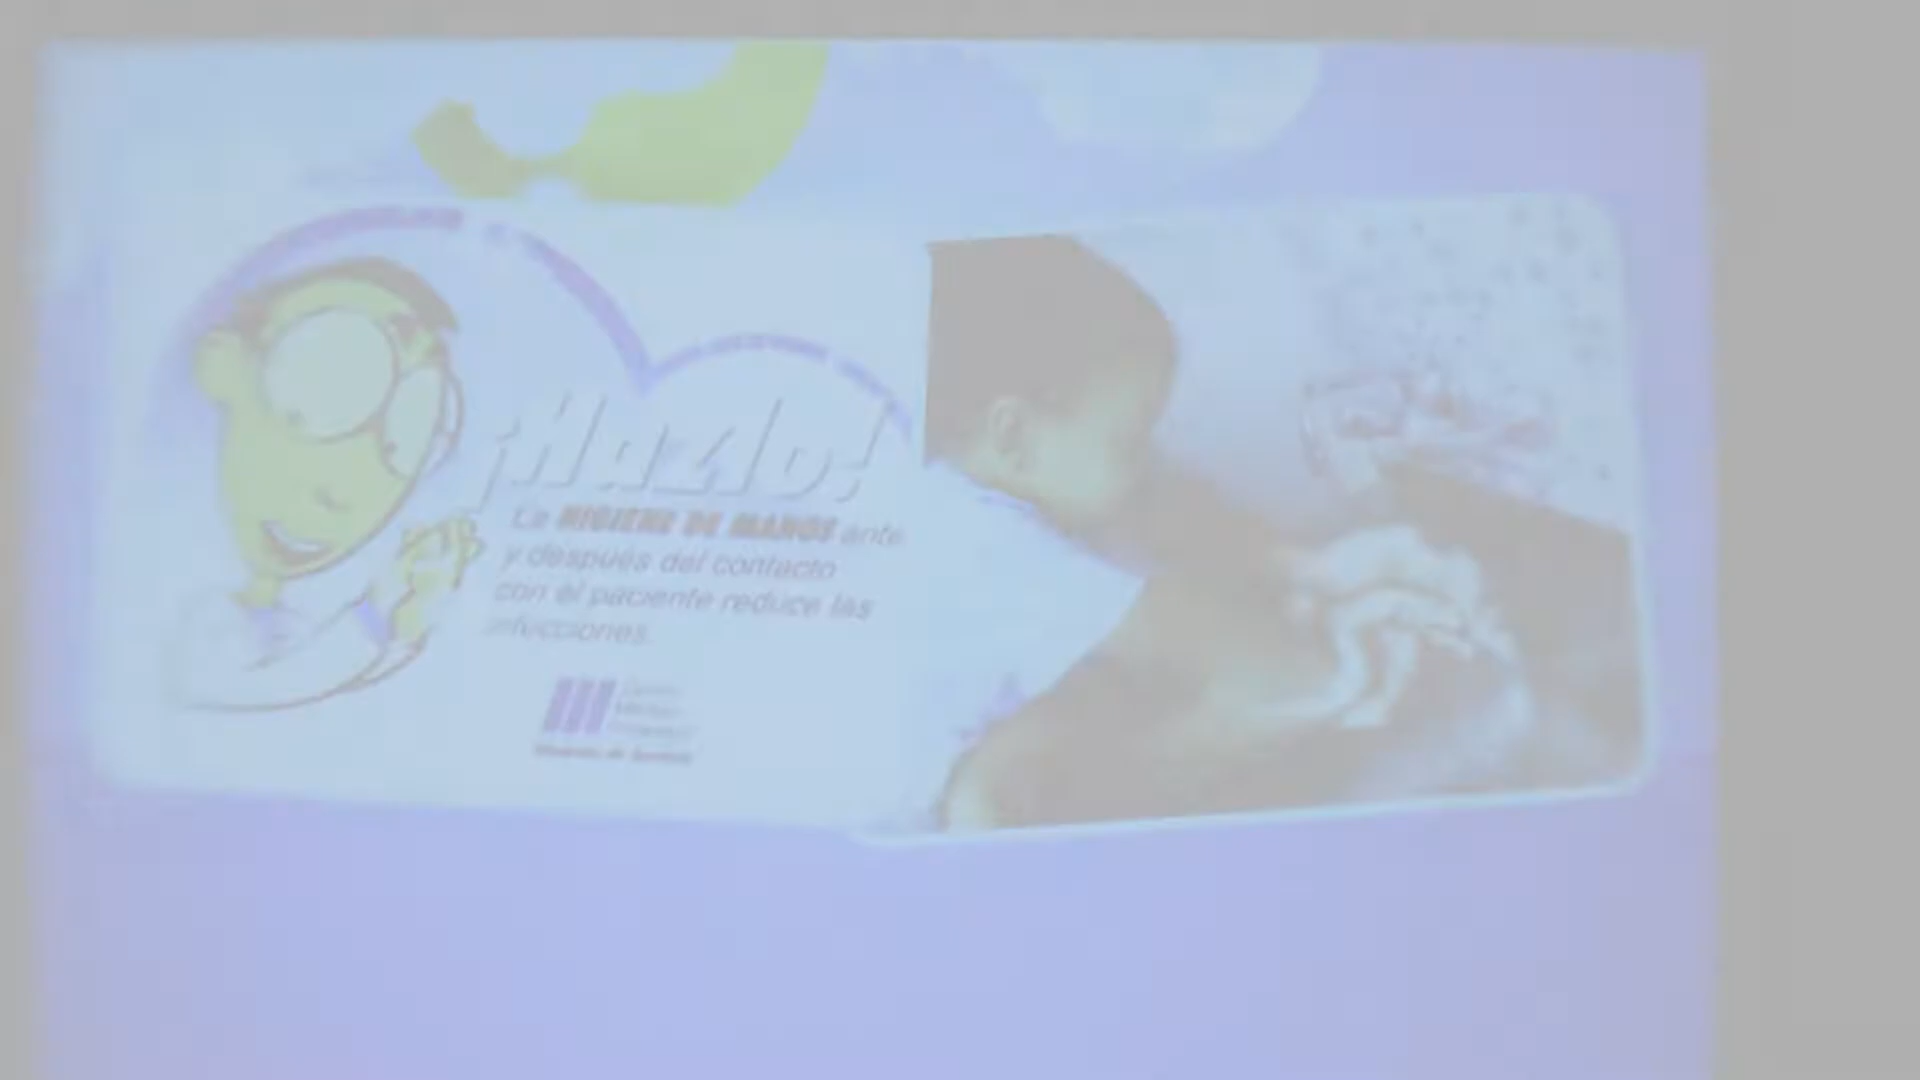 ¡Hazlo!
La HIGIENE DE MANOS ante
y después del contacto
con el paciente reduce las
infecciones.